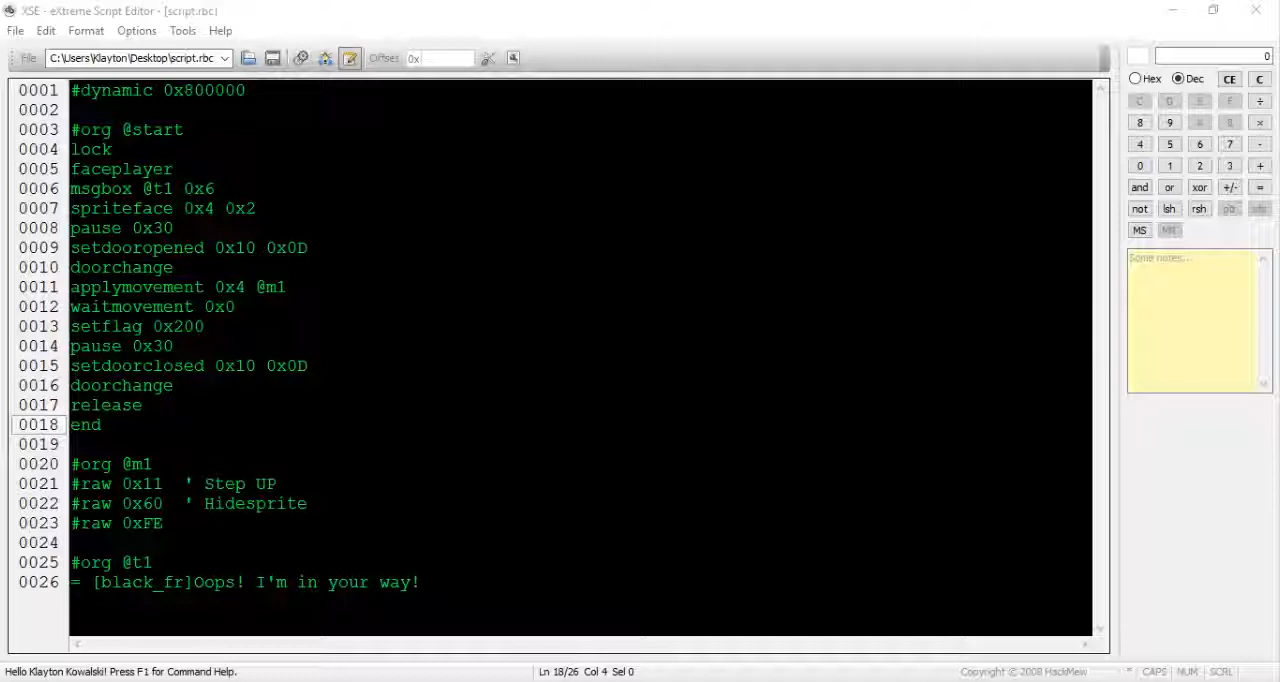 XSE - eXtreme Script Editor - [script.rbc]
File Edit Format Options Tools Help
File C:\Users\Klayton\Desktop\script.rbc Offset: 0x
0001 #dynamic 0x800000
0002
0003 #org @start
0004 lock
0005 faceplayer
0006 msgbox @t1 0x6
0007 spriteface 0x4 0x2
0008 pause 0x30
0009 setdooropened 0x10 0x0D
0010 doorchange
0011 applymovement 0x4 @m1
0012 waitmovement 0x0
0013 setflag 0x200
0014 pause 0x30
0015 setdoorclosed 0x10 0x0D
0016 doorchange
0017 release
0018 end
0019
0020 #org @m1
0021 #raw 0x11 ' Step UP
0022 #raw 0x60 ' Hidesprite
0023 #raw 0xFE
0024
0025 #org @t1
0026 = [black_fr]Oops! I'm in your way!
0
Hex Dec CE C
C D E F ÷
8 9 ×
4 5 6 7 -
0 1 2 3 +
and or xor +/- =
not lsh rsh
MS MR
Some notes...
Hello Klayton Kowalski! Press F1 for Command Help. Ln 18/26 Col 4 Sel 0 Copyright © 2008 HackMew CAPS NUM SCRL